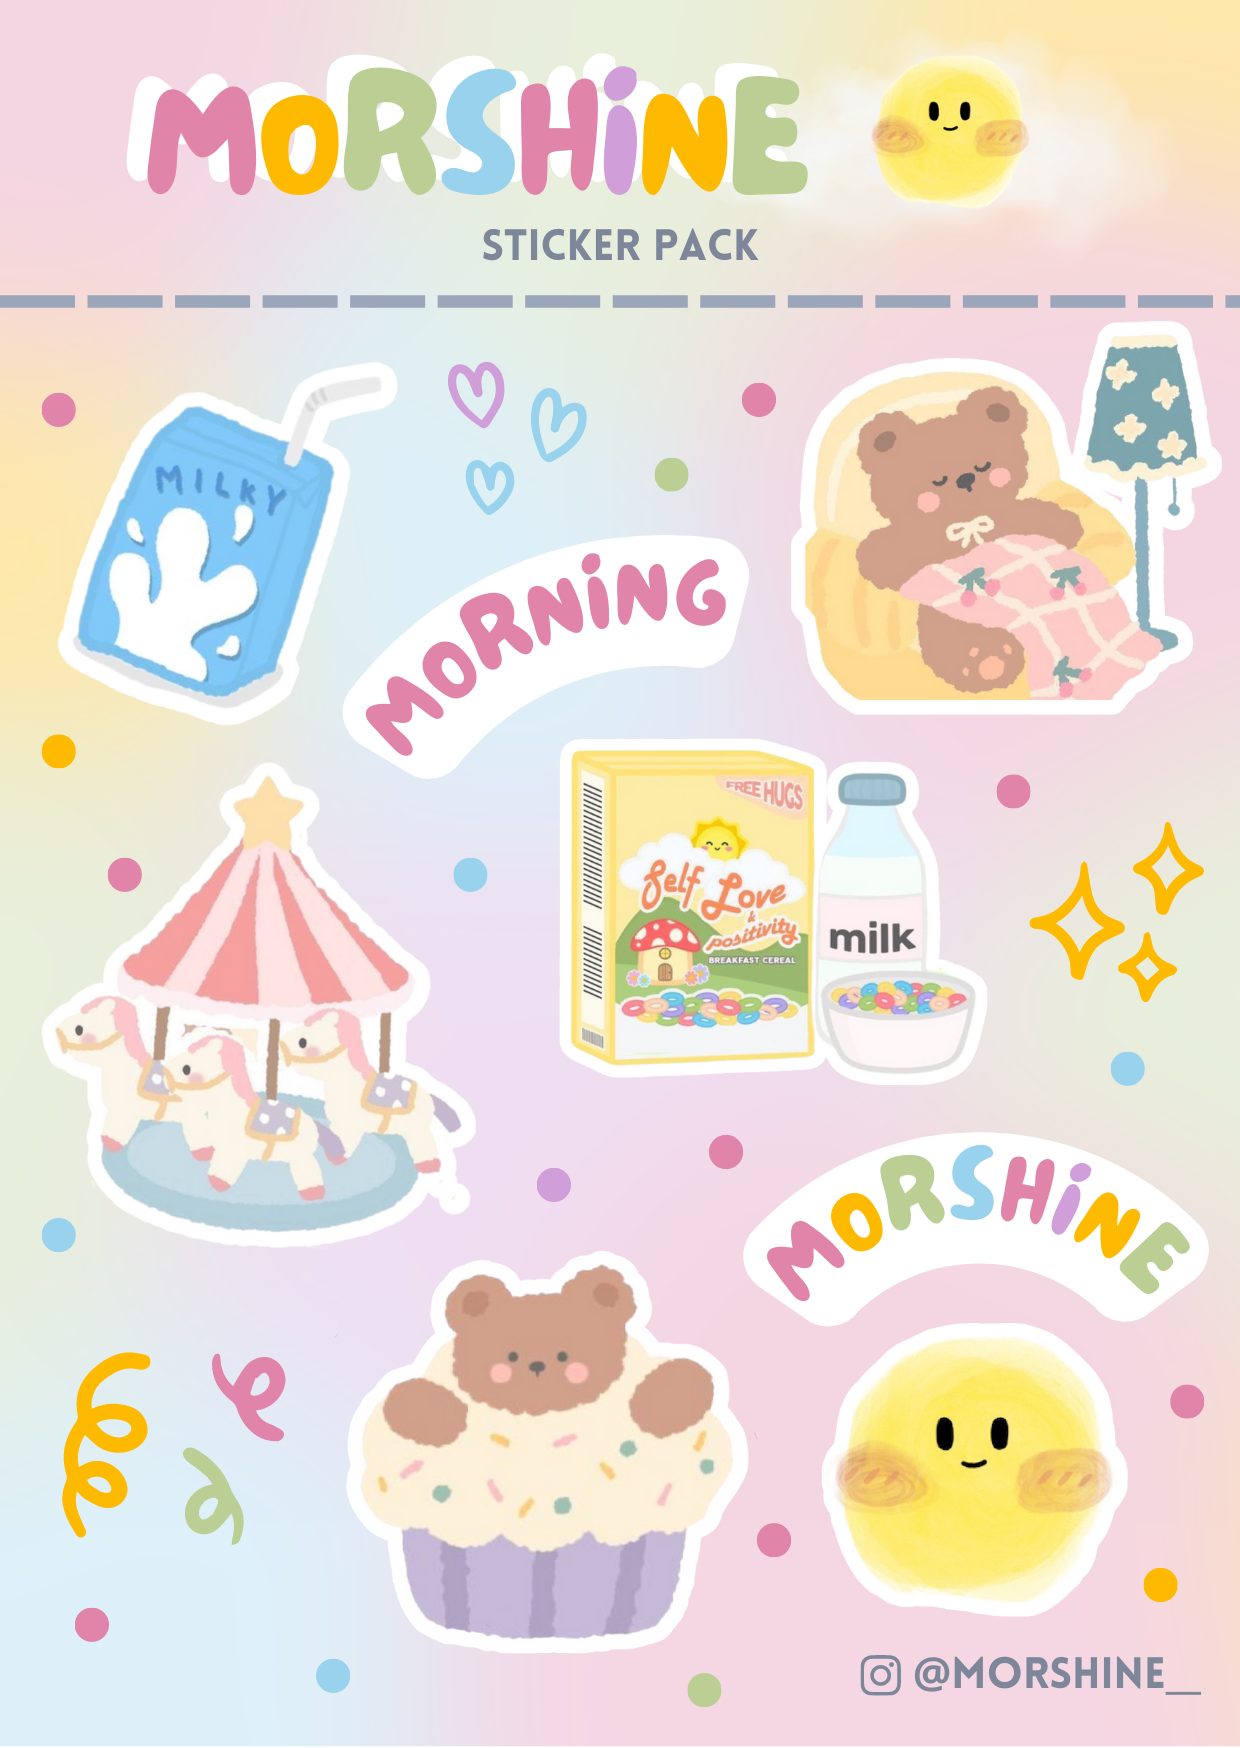 MORSHiNE
STICKER PACK
MILKY
MORNiNG
FREE HUGS
Self Love
&
positivity
BREAKFAST CEREAL
milk
MORSHiNE
@MORSHINE__